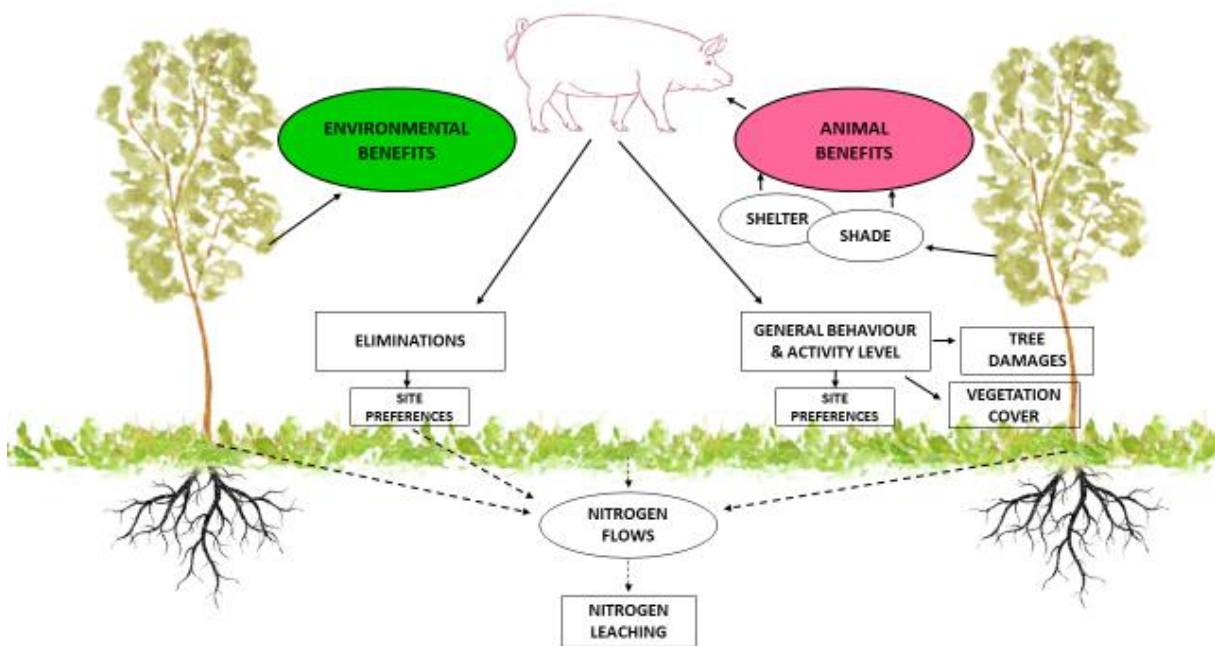 ENVIRONMENTAL
BENEFITS
ANIMAL
BENEFITS
SHELTER
SHADE
ELIMINATIONS
SITE
PREFERENCES
GENERAL BEHAVIOUR
& ACTIVITY LEVEL
TREE
DAMAGES
SITE
PREFERENCES
VEGETATION
COVER
NITROGEN
FLOWS
NITROGEN
LEACHING